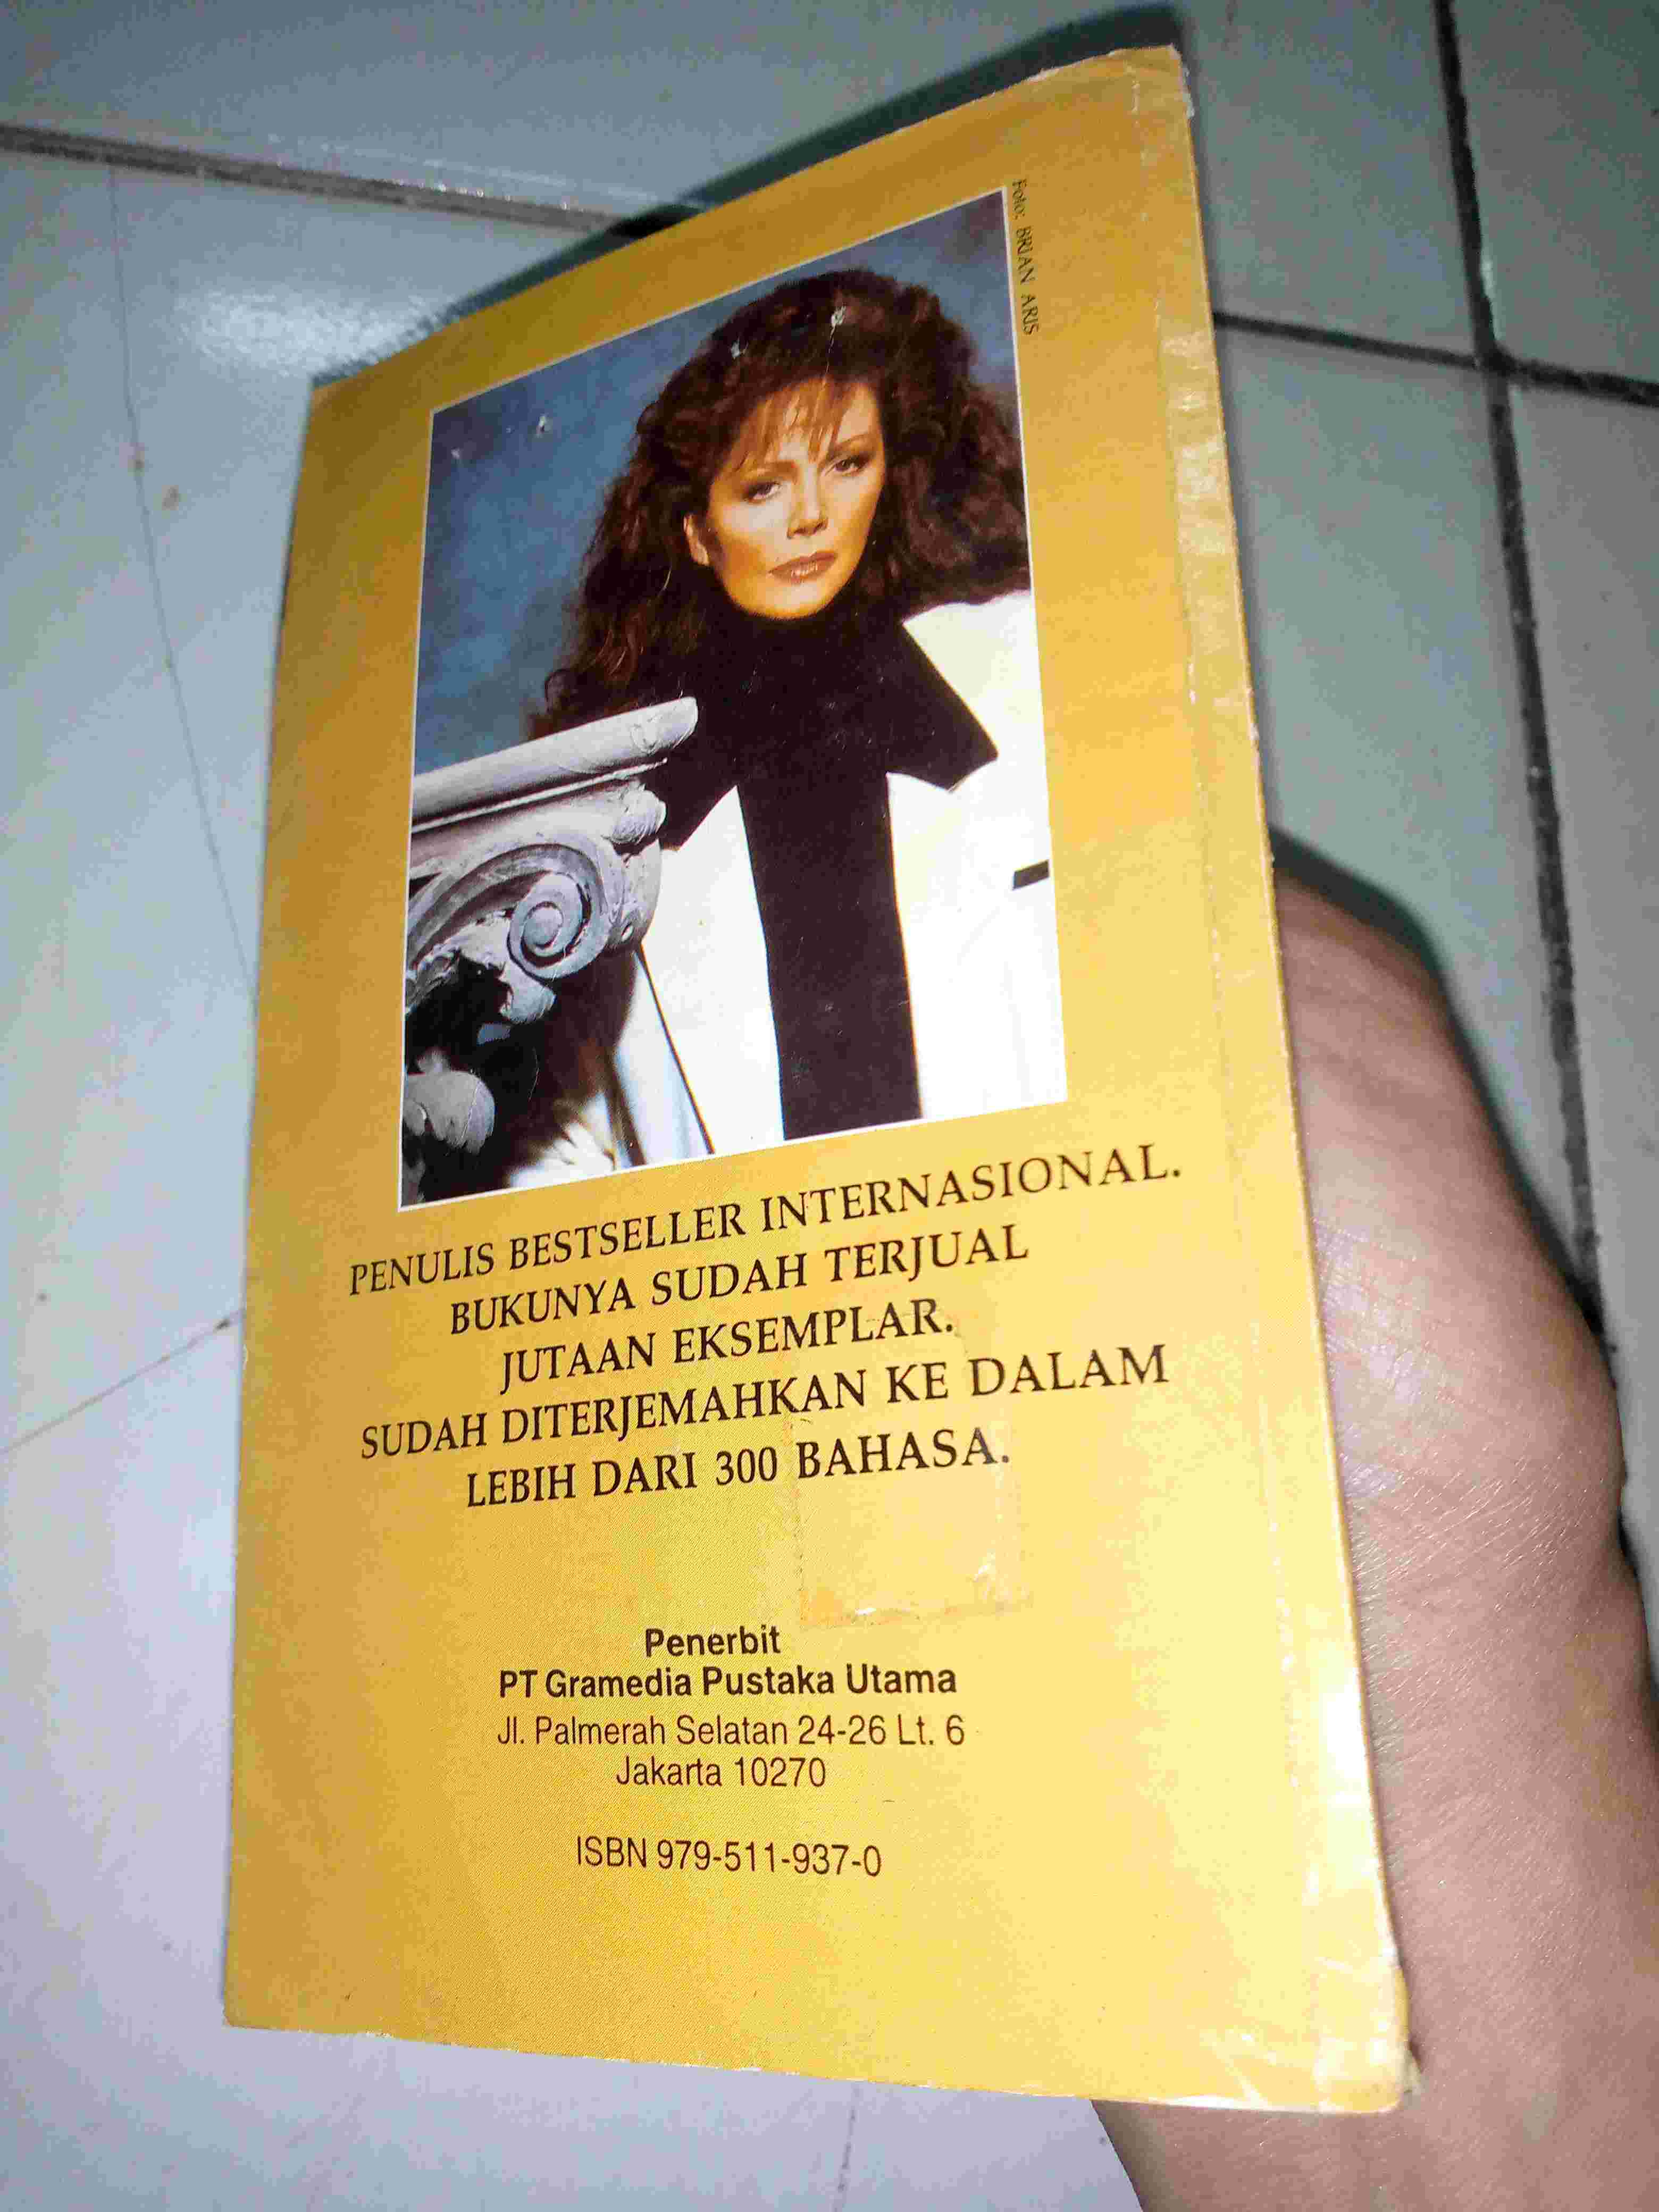 Foto: BRIAN ARIS
PENULIS BESTSELLER INTERNASIONAL.
BUKUNYA SUDAH TERJUAL
JUTAAN EKSEMPLAR.
SUDAH DITERJEMAHKAN KE DALAM
LEBIH DARI 300 BAHASA.
Penerbit
PT Gramedia Pustaka Utama
Jl. Palmerah Selatan 24-26 Lt. 6
Jakarta 10270
ISBN 979-511-937-0